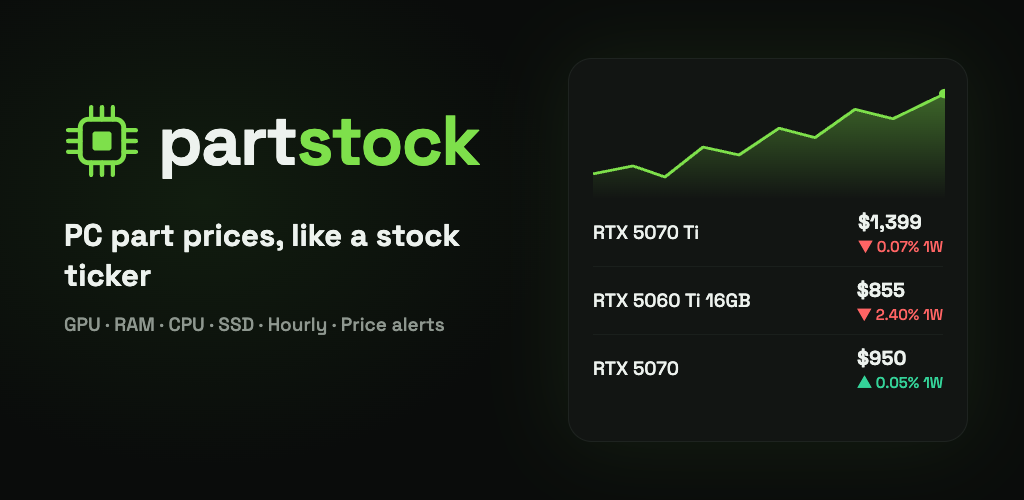 partstock
PC part prices, like a stock
ticker
GPU · RAM · CPU · SSD · Hourly · Price alerts
RTX 5070 Ti
$1,399
▼ 0.07% 1W
RTX 5060 Ti 16GB
$855
▼ 2.40% 1W
RTX 5070
$950
▲ 0.05% 1W